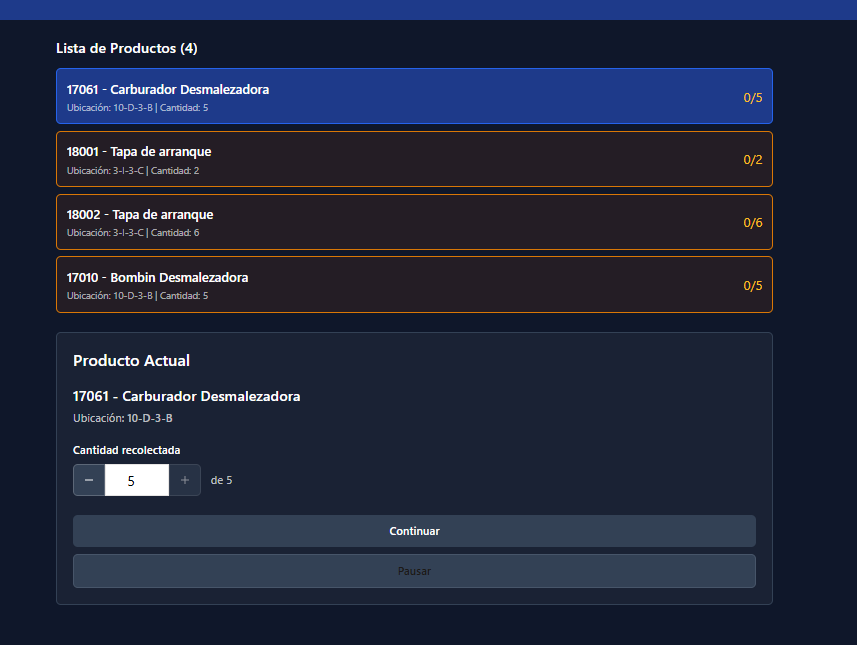 Lista de Productos (4)
17061 - Carburador Desmalezadora
Ubicación: 10-D-3-B | Cantidad: 5
0/5
18001 - Tapa de arranque
Ubicación: 3-I-3-C | Cantidad: 2
0/2
18002 - Tapa de arranque
Ubicación: 3-I-3-C | Cantidad: 6
0/6
17010 - Bombin Desmalezadora
Ubicación: 10-D-3-B | Cantidad: 5
0/5
Producto Actual
17061 - Carburador Desmalezadora
Ubicación: 10-D-3-B
Cantidad recolectada
− 5 + de 5
Continuar
Pausar